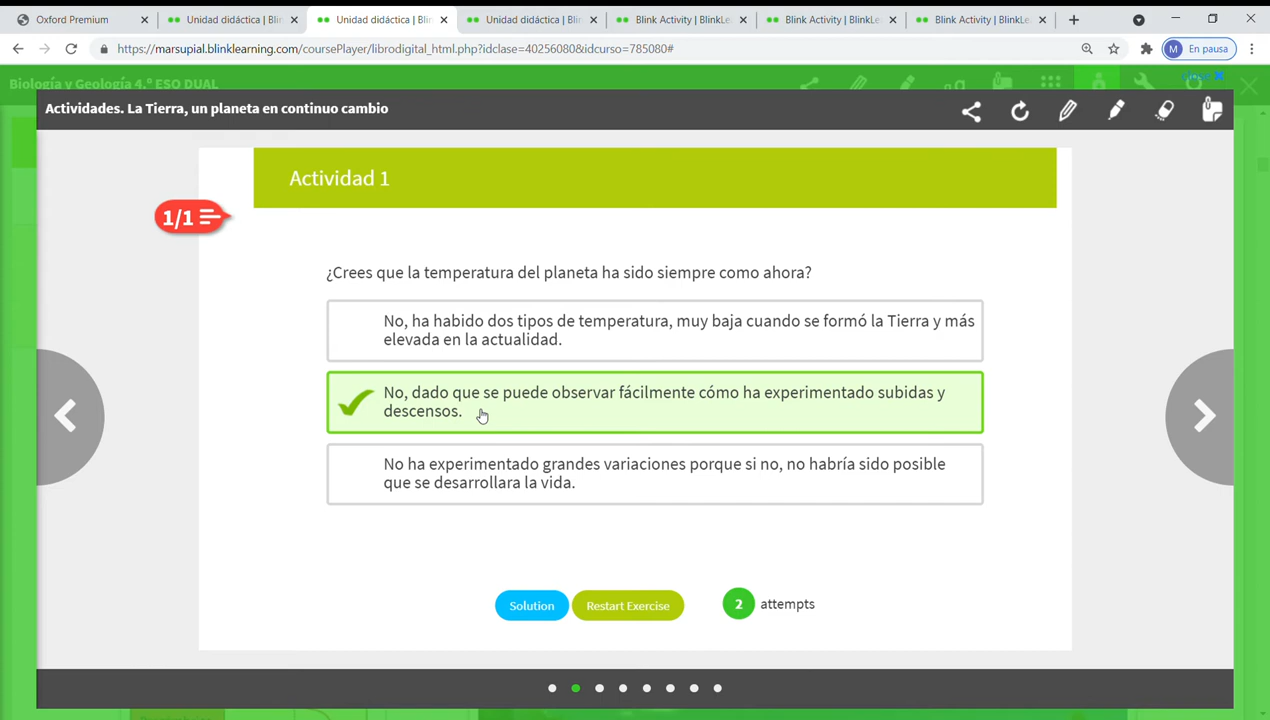 Oxford Premium
Unidad didáctica | Blin
Unidad didáctica | Blin
Unidad didáctica | Blin
Blink Activity | BlinkLe
Blink Activity | BlinkLe
Blink Activity | BlinkLe
https://marsupial.blinklearning.com/coursePlayer/librodigital_html.php?idclase=40256080&idcurso=785080#
M En pausa
Biología y Geología 4.º ESO DUAL
Actividades. La Tierra, un planeta en continuo cambio
Actividad 1
1/1
¿Crees que la temperatura del planeta ha sido siempre como ahora?
No, ha habido dos tipos de temperatura, muy baja cuando se formó la Tierra y más
elevada en la actualidad.
No, dado que se puede observar fácilmente cómo ha experimentado subidas y
descensos.
No ha experimentado grandes variaciones porque si no, no habría sido posible
que se desarrollara la vida.
Solution
Restart Exercise
2 attempts